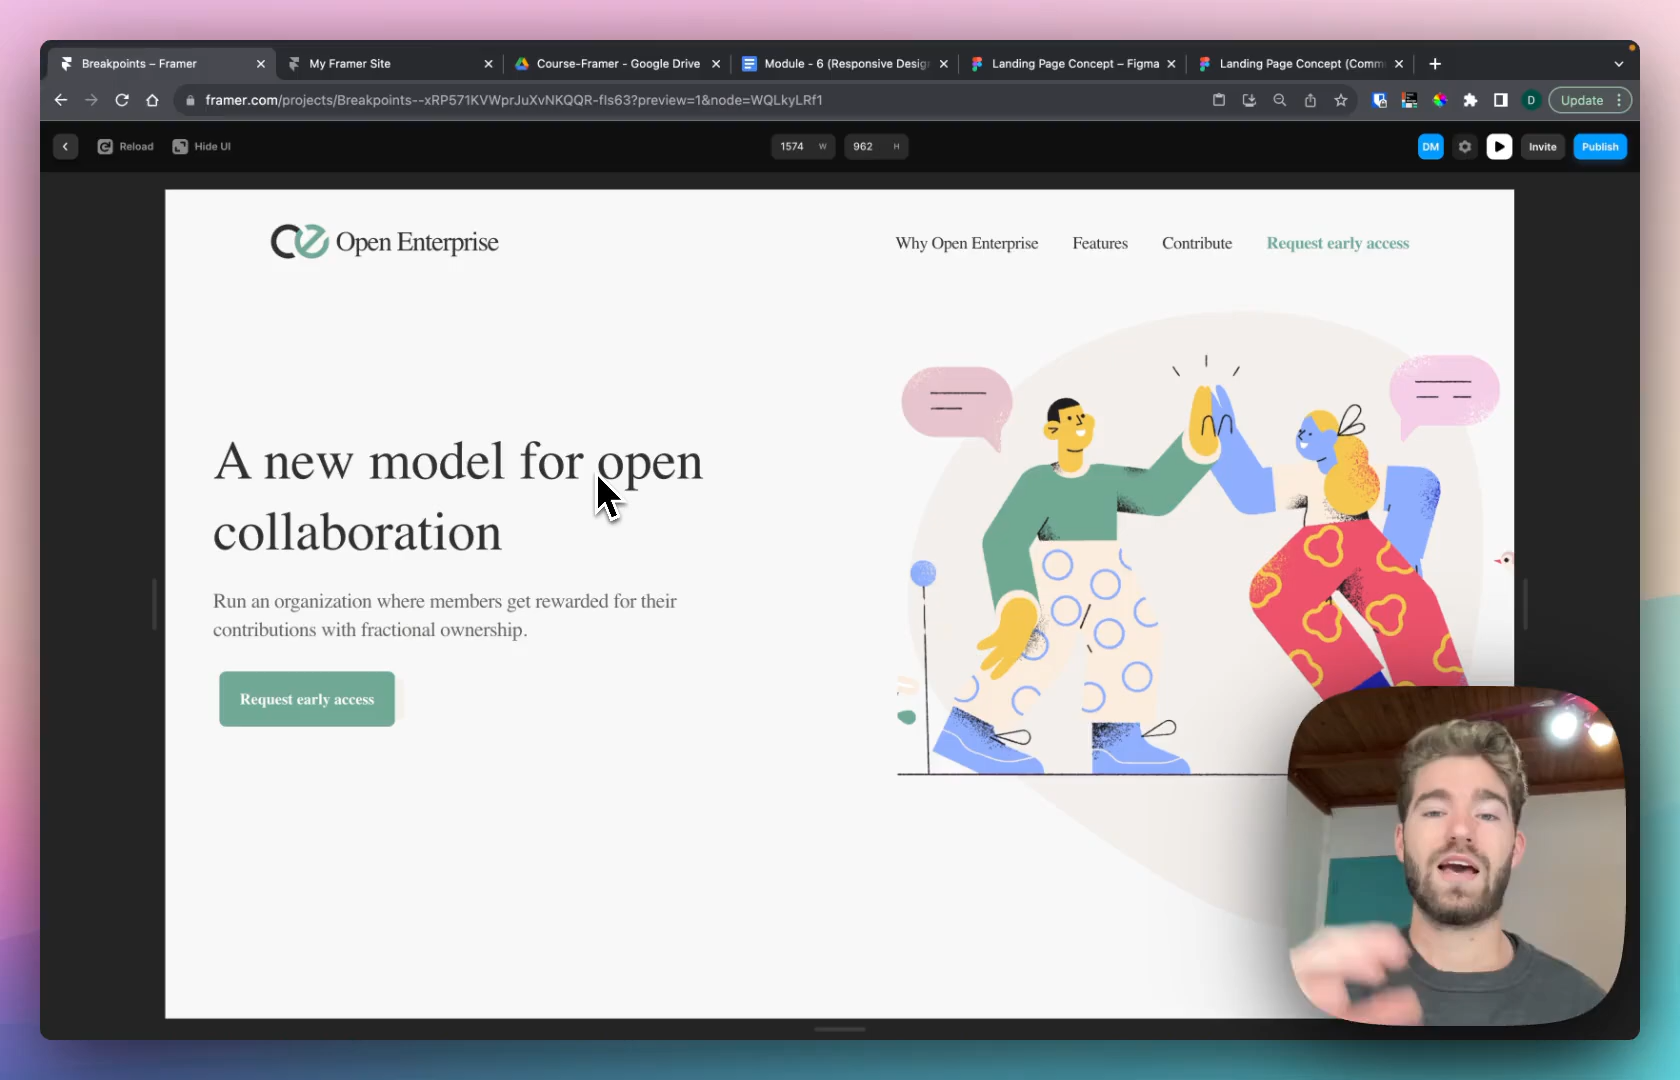 Breakpoints – Framer
My Framer Site
Course-Framer - Google Drive
Module - 6 (Responsive Desig
Landing Page Concept – Figma
Landing Page Concept (Comm
framer.com/projects/Breakpoints--xRP571KVWprJuXvNKQQR-fIs63?preview=1&node=WQLkyLRf1
D
Update
Reload
Hide UI
1574 W
962 H
DM
Invite
Publish
Open Enterprise
Why Open Enterprise
Features
Contribute
Request early access
A new model for open
collaboration
Run an organization where members get rewarded for their
contributions with fractional ownership.
Request early access